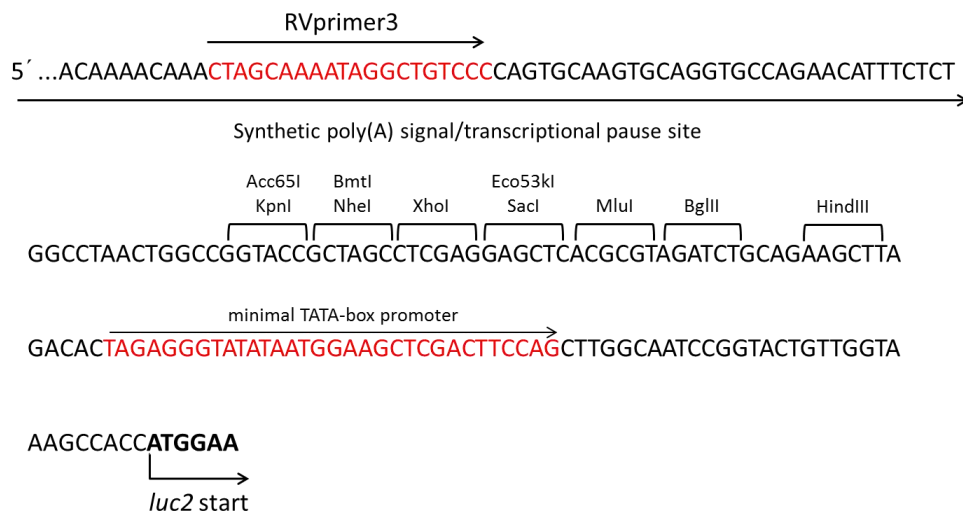 RVprimer3
5´ ...ACAAAACAAACTAGCAAAATAGGCTGTCCCCAGTGCAAGTGCAGGTGCCAGAACATTTCTCT
Synthetic poly(A) signal/transcriptional pause site
Acc65I BmtI Eco53kI
KpnI NheI XhoI SacI MluI BglII HindIII
GGCCTAACTGGCCGGTACCGCTAGCCTCGAGGAGCTCACGCGTAGATCTGCAGAAGCTTA
minimal TATA-box promoter
GACACTAGAGGGTATATAATGGAAGCTCGACTTCCAGCTTGGCAATCCGGTACTGTTGGTA
AAGCCACCATGGAA
luc2 start